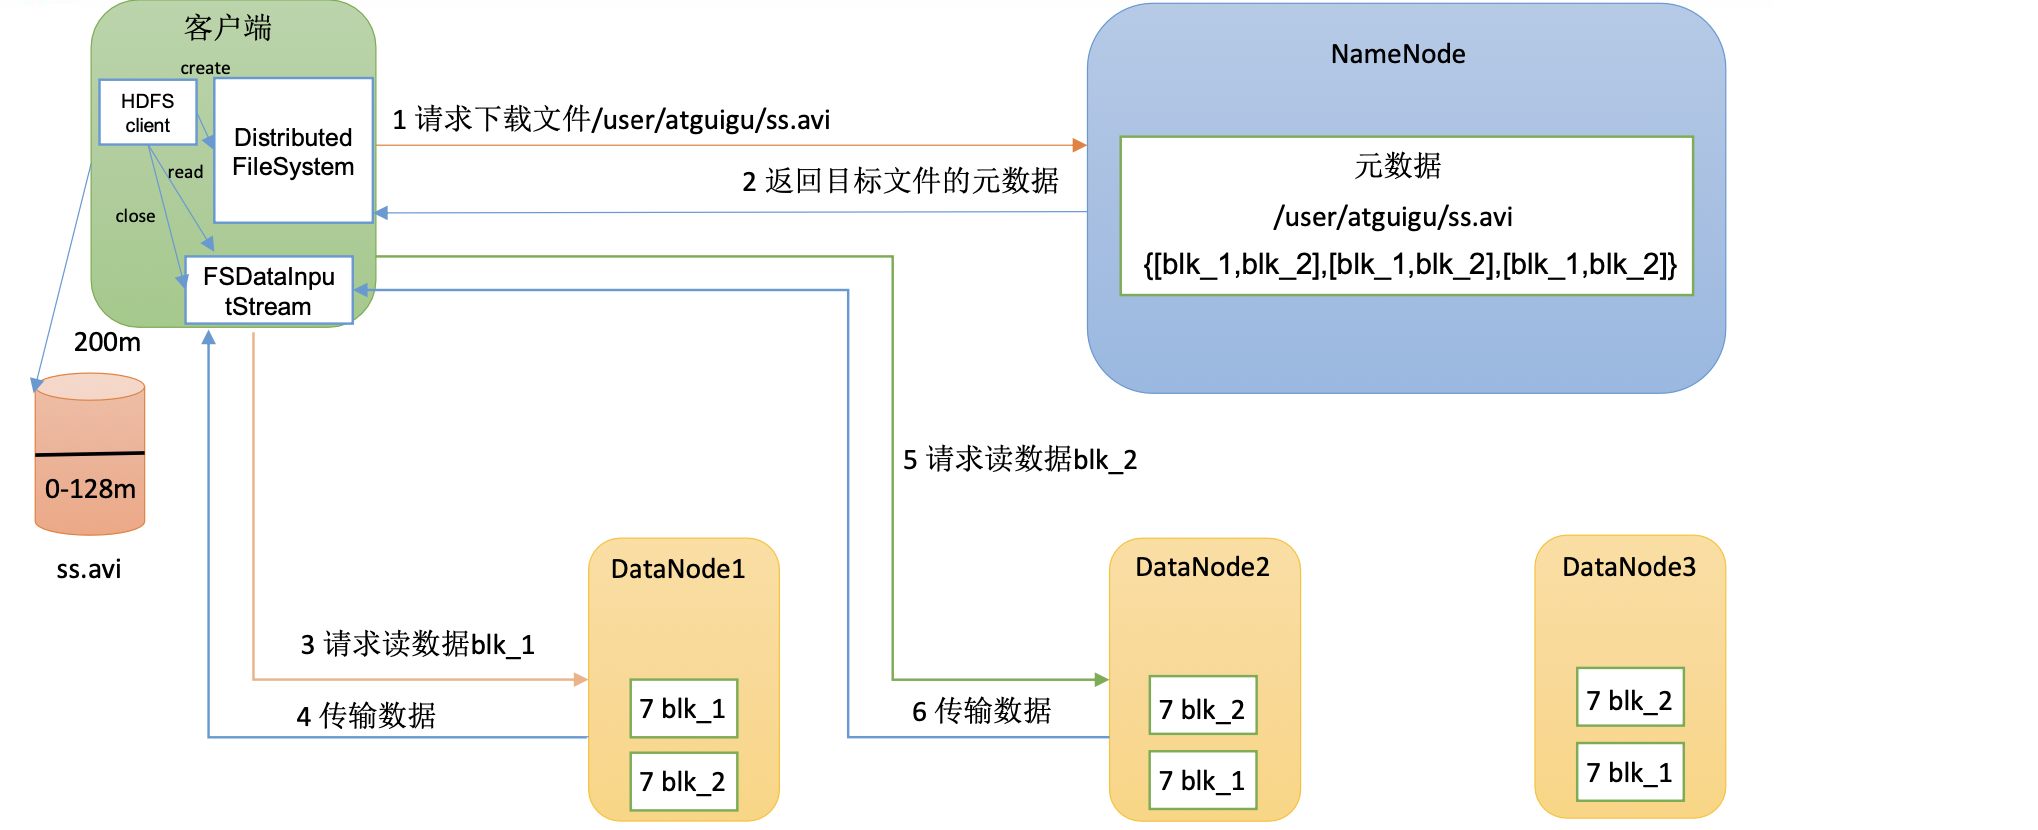 客户端
create
HDFS
client
Distributed
FileSystem
read
close
FSDataInpu
tStream
1 请求下载文件/user/atguigu/ss.avi
2 返回目标文件的元数据
NameNode
元数据
/user/atguigu/ss.avi
{[blk_1,blk_2],[blk_1,blk_2],[blk_1,blk_2]}
200m
0-128m
ss.avi
5 请求读数据blk_2
3 请求读数据blk_1
4 传输数据
6 传输数据
DataNode1
7 blk_1
7 blk_2
DataNode2
7 blk_2
7 blk_1
DataNode3
7 blk_2
7 blk_1